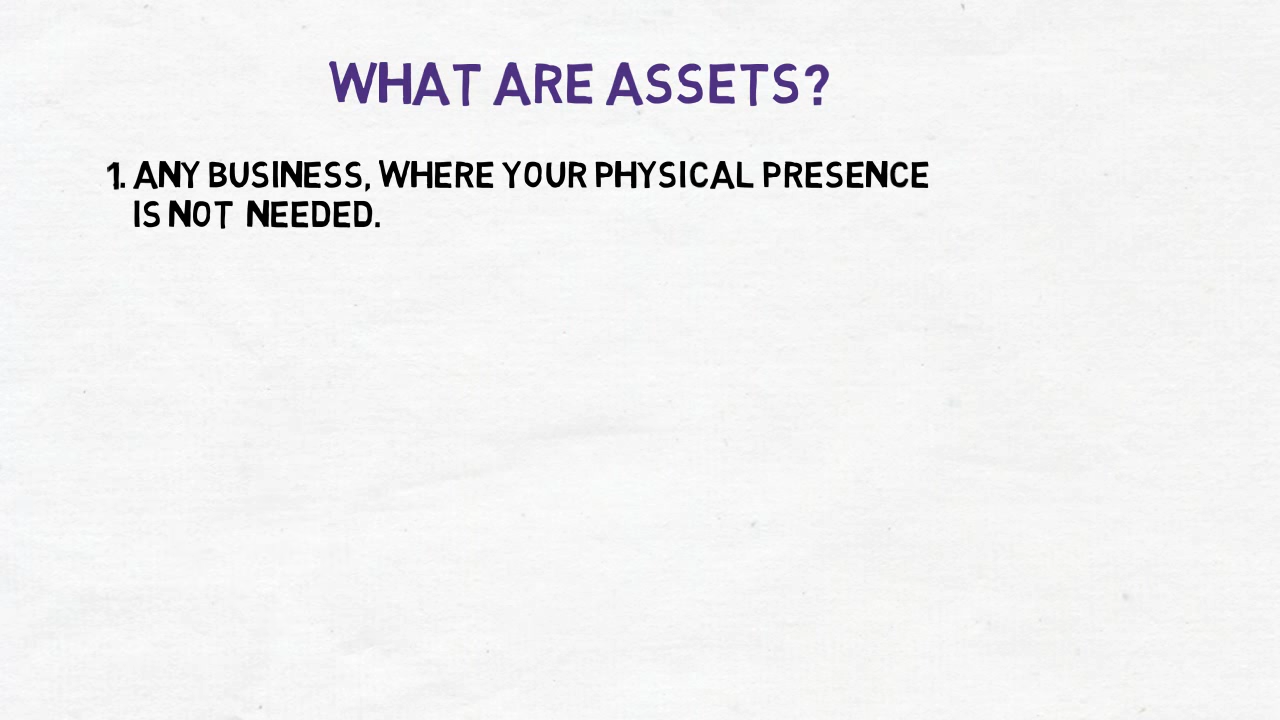 WHAT ARE ASSETS?
1. ANY BUSINESS, WHERE YOUR PHYSICAL PRESENCE
IS NOT NEEDED.